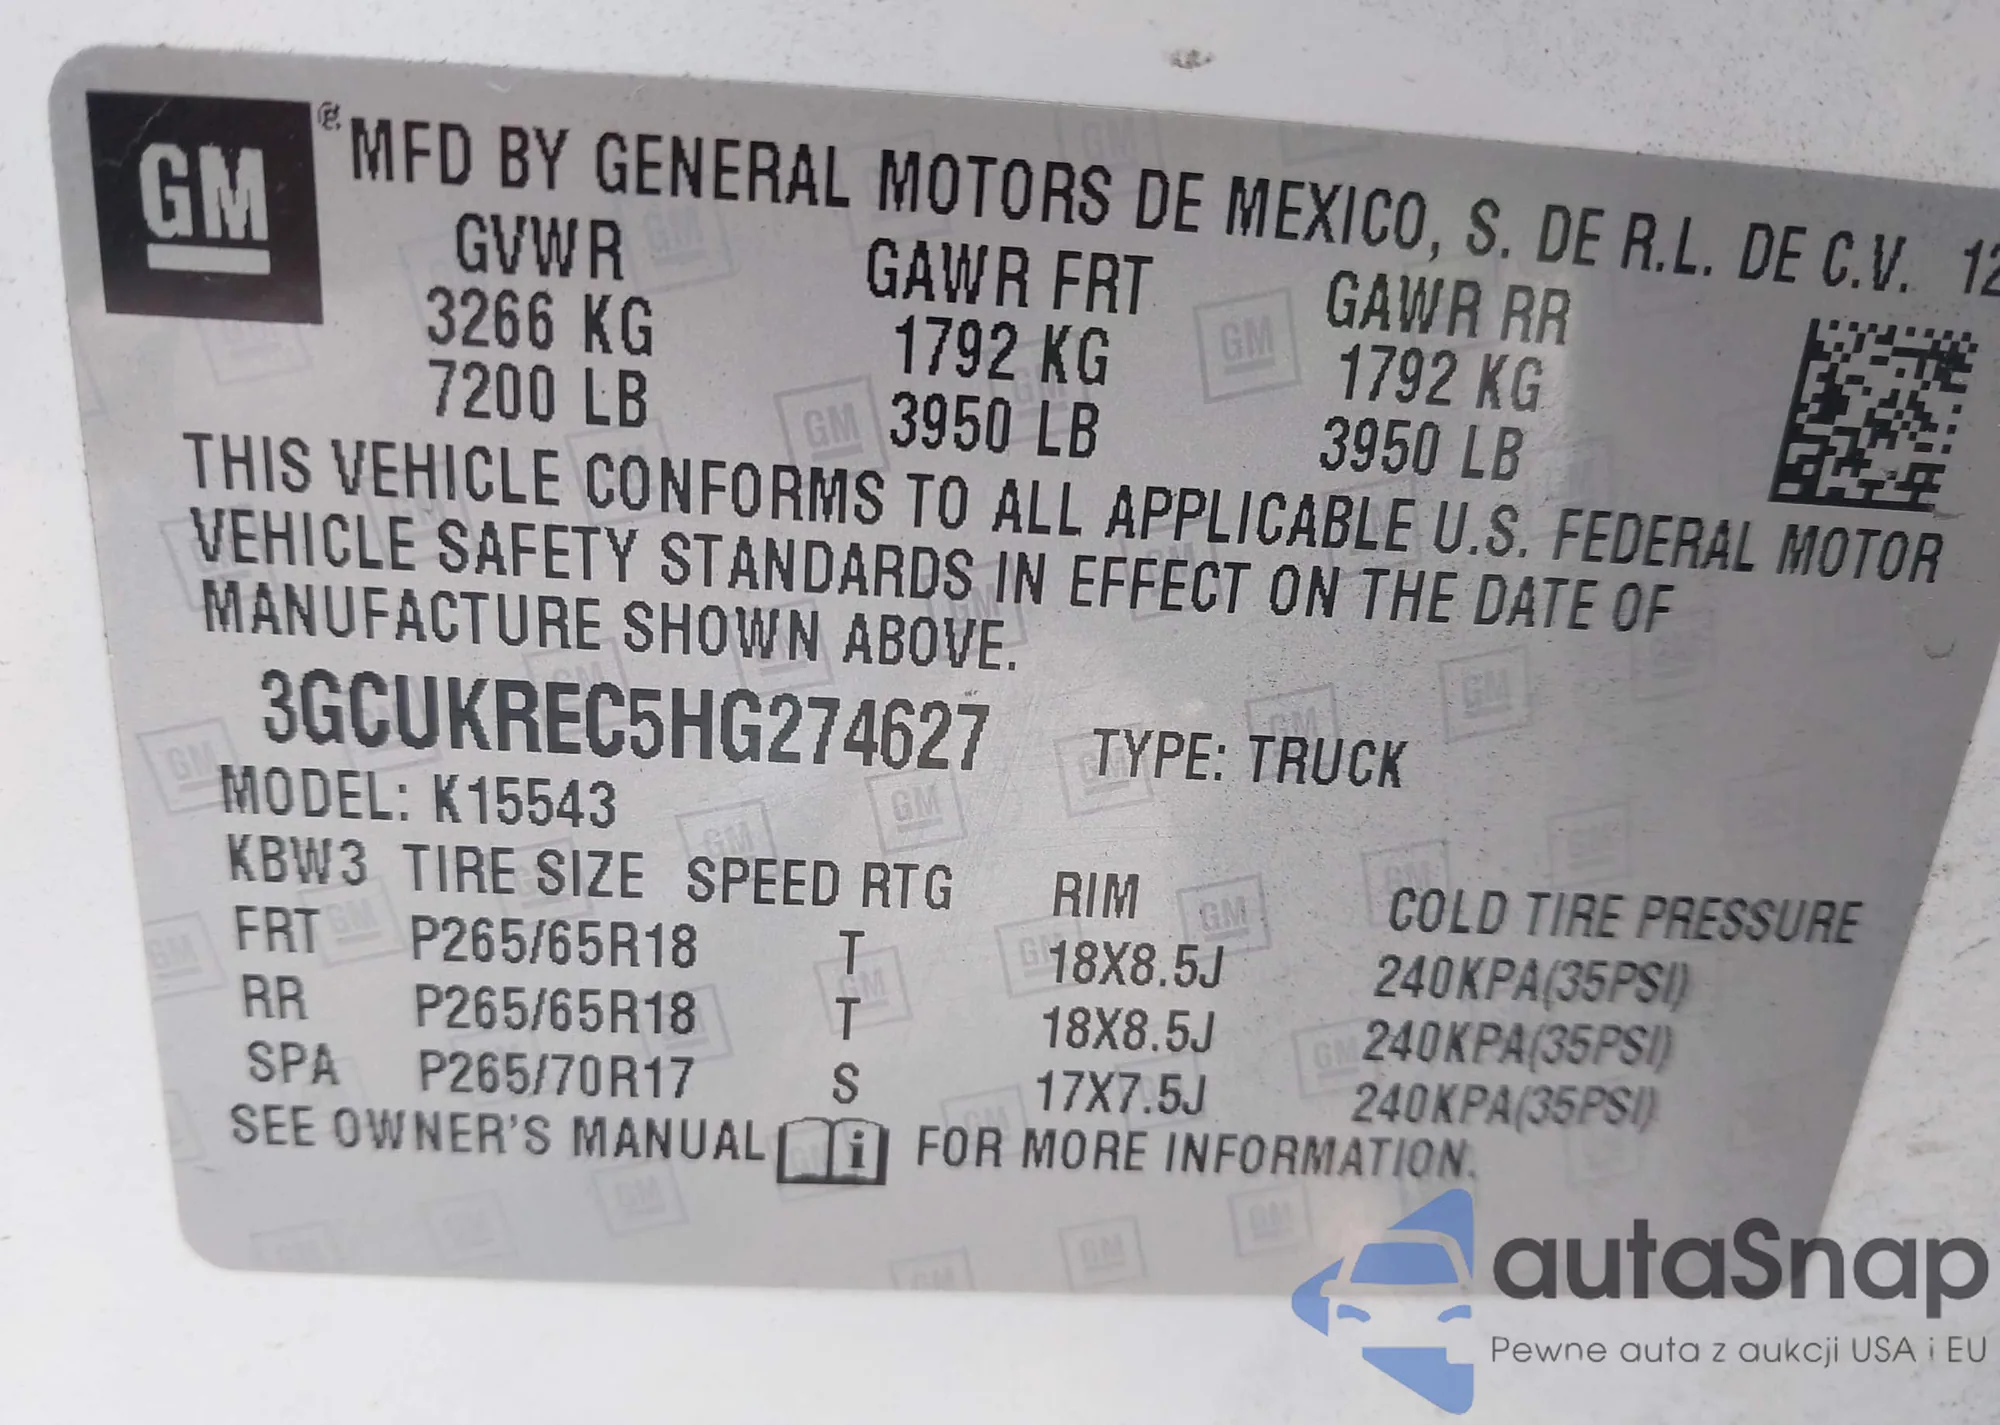 GM
® MFD BY GENERAL MOTORS DE MEXICO, S. DE R.L. DE C.V. 12
GVWR GAWR FRT GAWR RR
3266 KG 1792 KG 1792 KG
7200 LB 3950 LB 3950 LB
THIS VEHICLE CONFORMS TO ALL APPLICABLE U.S. FEDERAL MOTOR
VEHICLE SAFETY STANDARDS IN EFFECT ON THE DATE OF
MANUFACTURE SHOWN ABOVE.
3GCUKREC5HG274627 TYPE: TRUCK
MODEL: K15543
KBW3 TIRE SIZE SPEED RTG RIM COLD TIRE PRESSURE
FRT P265/65R18 T 18X8.5J 240KPA(35PSI)
RR P265/65R18 T 18X8.5J 240KPA(35PSI)
SPA P265/70R17 S 17X7.5J 240KPA(35PSI)
SEE OWNER'S MANUAL i FOR MORE INFORMATION.
autaSnap
Pewne auta z aukcji USA i EU